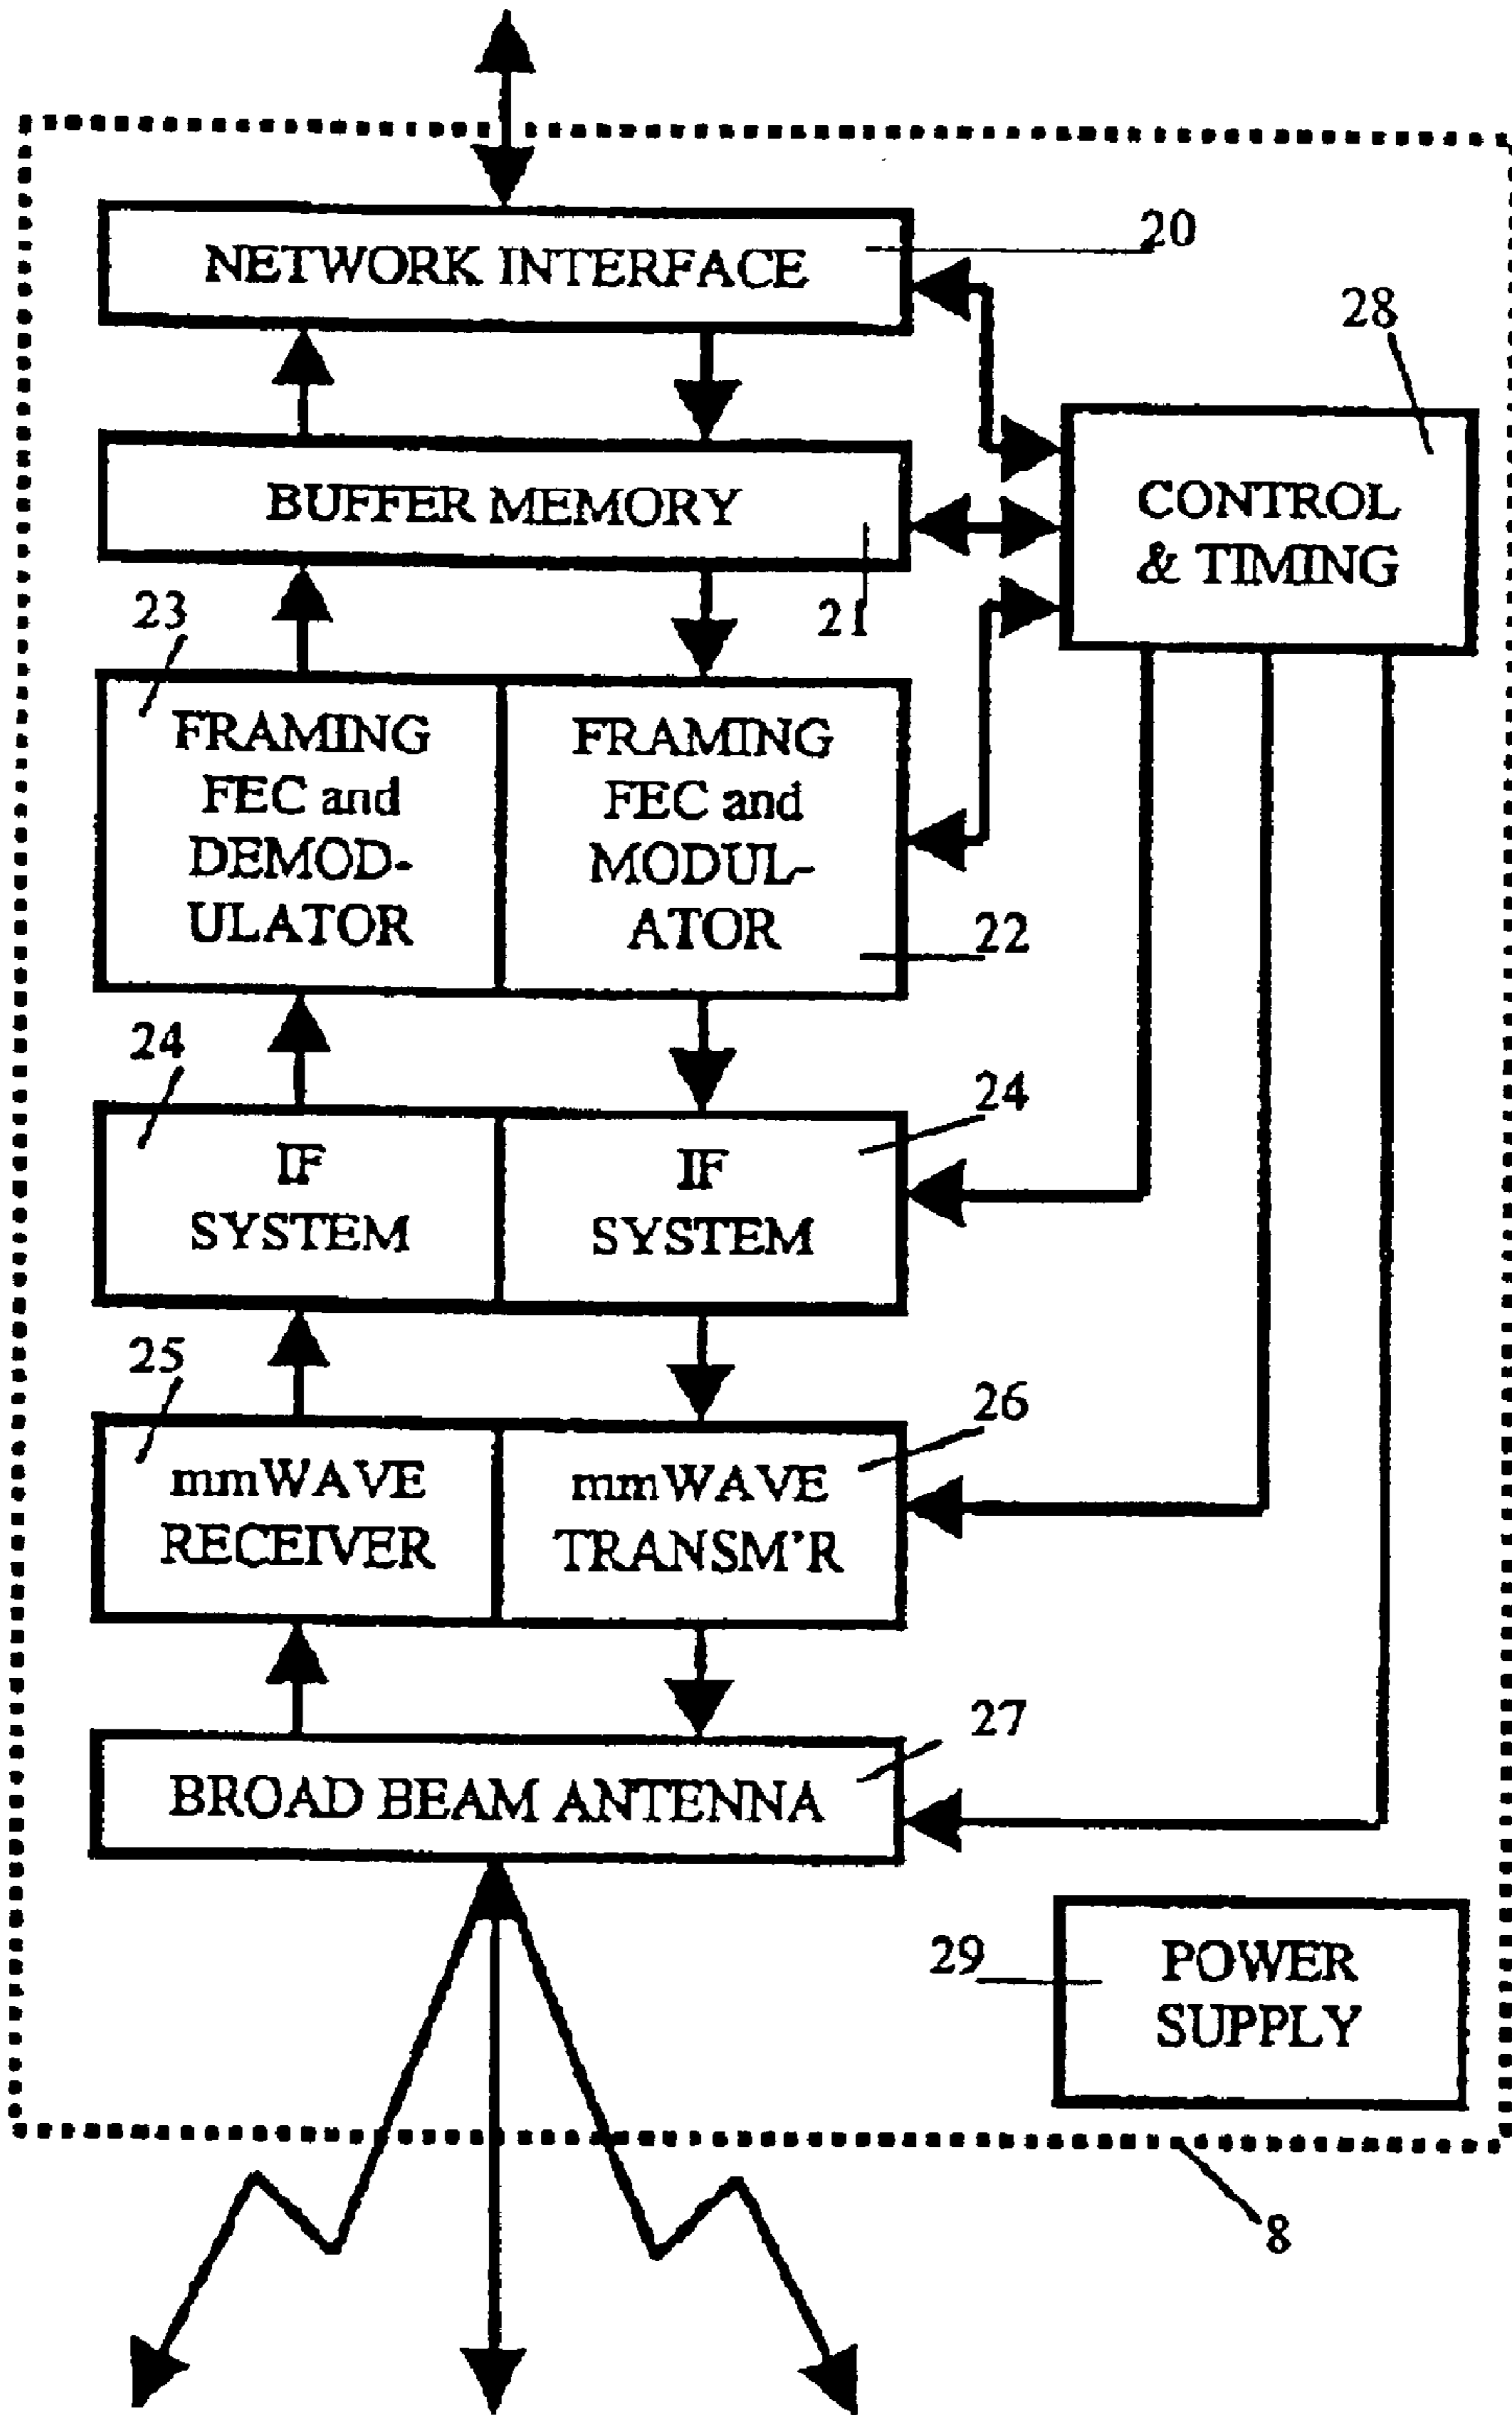 NETWORK INTERFACE
20
28
BUFFER MEMORY
21
CONTROL
& TIMING
23
FRAMING
FEC and
DEMOD-
ULATOR
FRAMING
FEC and
MODUL-
ATOR
22
24
IF
SYSTEM
24
IF
SYSTEM
25
mmWAVE
RECEIVER
26
mmWAVE
TRANSM'R
27
BROAD BEAM ANTENNA
29
POWER
SUPPLY
8